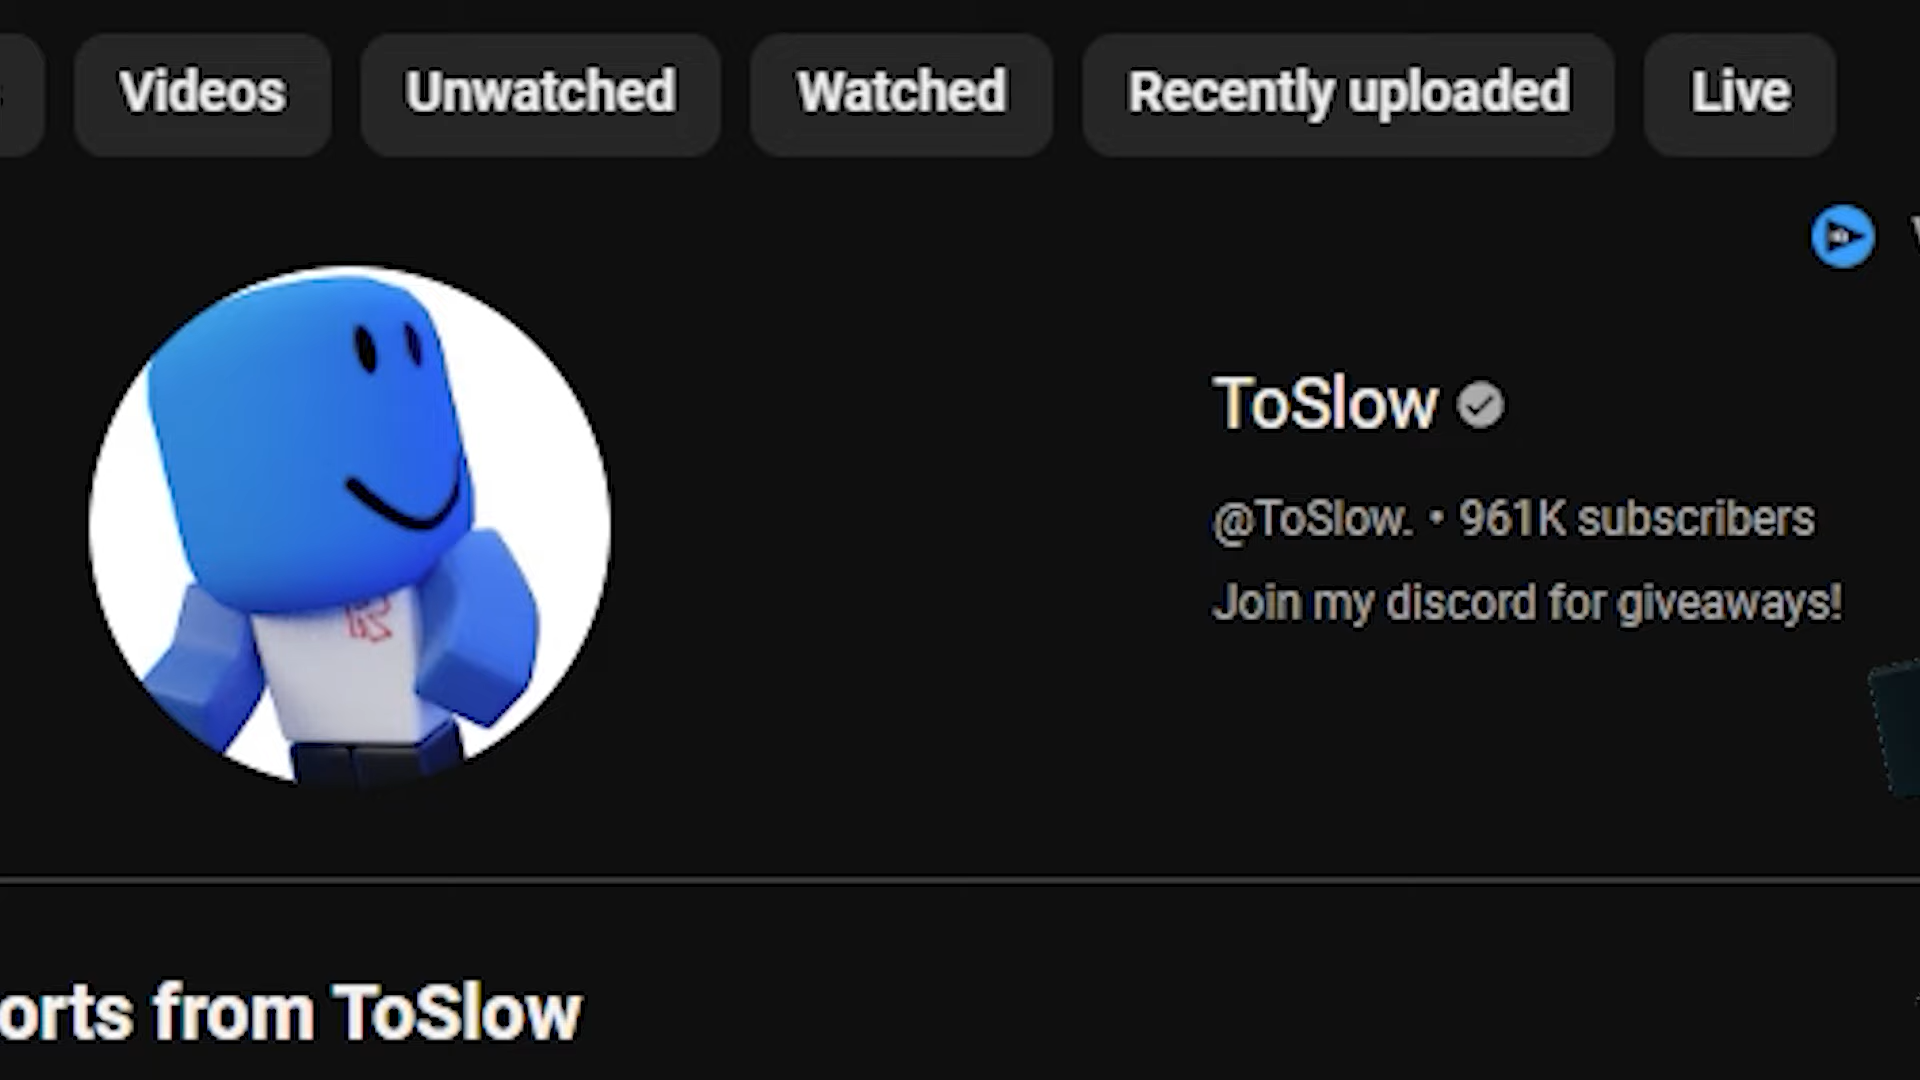 Videos
Unwatched
Watched
Recently uploaded
Live
ToSlow
@ToSlow. • 961K subscribers
Join my discord for giveaways!
orts from ToSlow